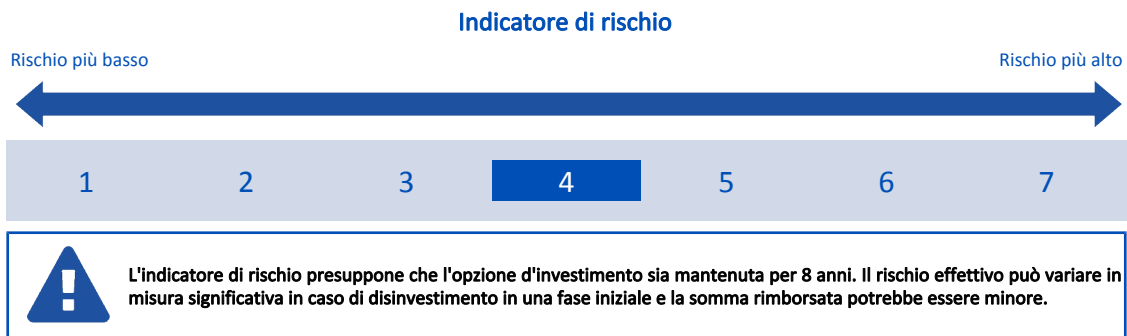 Indicatore di rischio
Rischio più basso
Rischio più alto
1 2 3 4 5 6 7
L'indicatore di rischio presuppone che l'opzione d'investimento sia mantenuta per 8 anni. Il rischio effettivo può variare in
misura significativa in caso di disinvestimento in una fase iniziale e la somma rimborsata potrebbe essere minore.